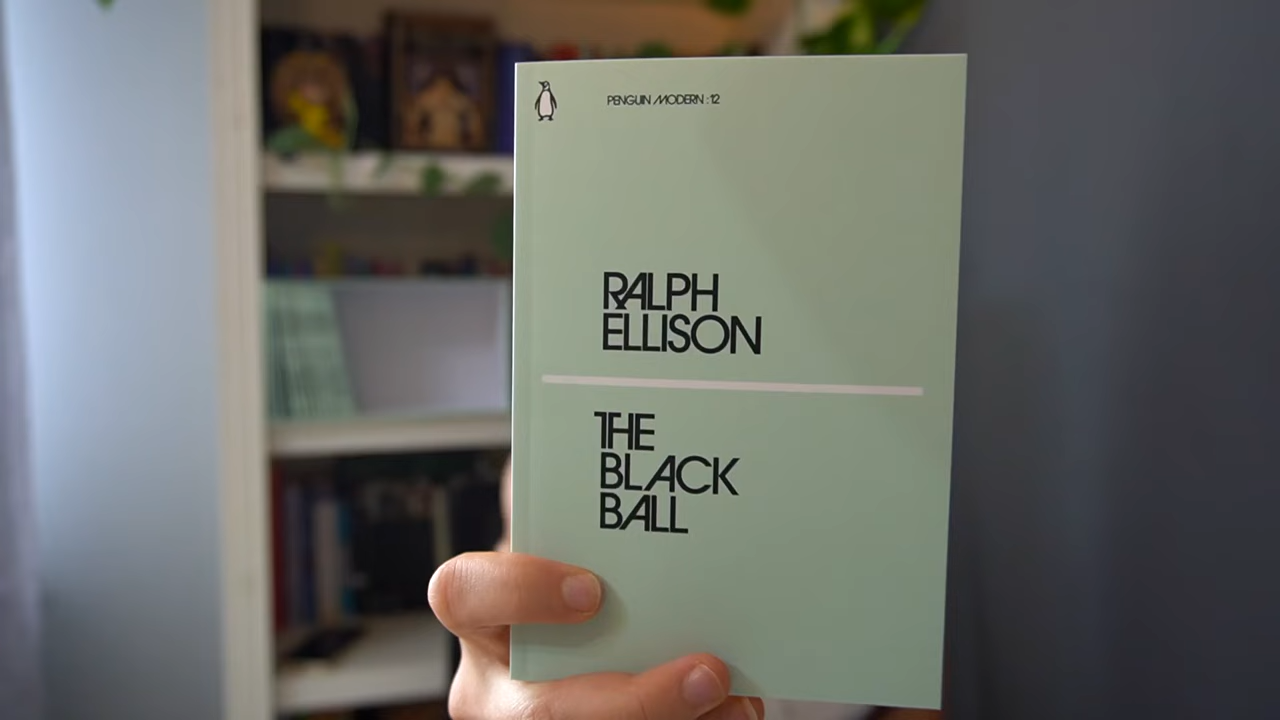 PENGUIN MODERN : 12
RALPH
ELLISON
THE
BLACK
BALL